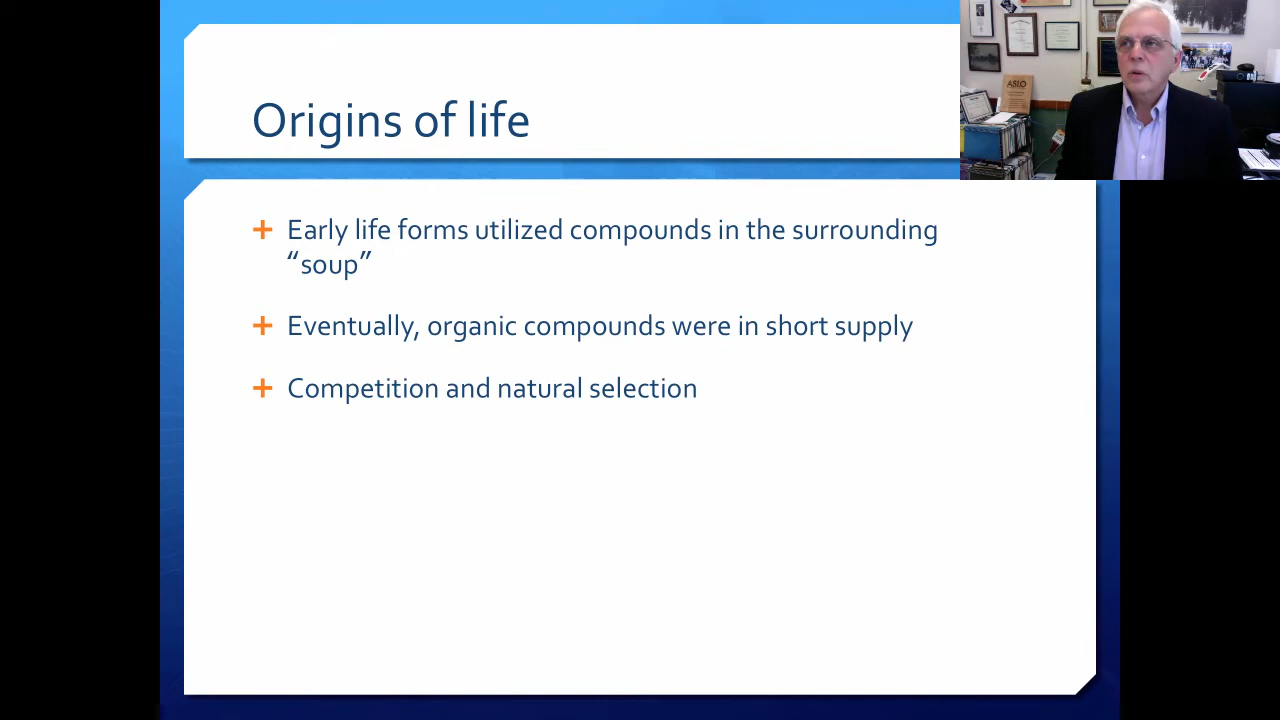 Origins of life
Early life forms utilized compounds in the surrounding
“soup”
Eventually, organic compounds were in short supply
Competition and natural selection
ASLO